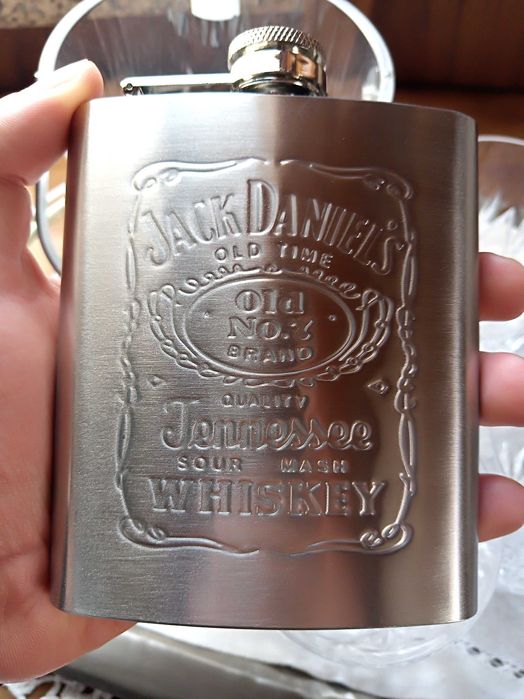 JACK DANIEL'S
OLD TIME
Old
No.7
BRAND
QUALITY
Tennessee
SOUR MASH
WHISKEY